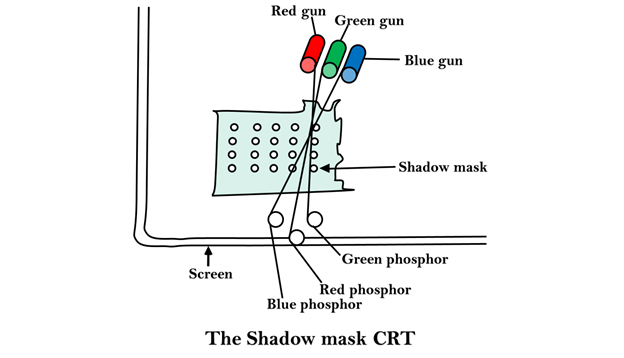 Red gun
Green gun
Blue gun
Shadow mask
Green phosphor
Screen
Red phosphor
Blue phosphor
The Shadow mask CRT